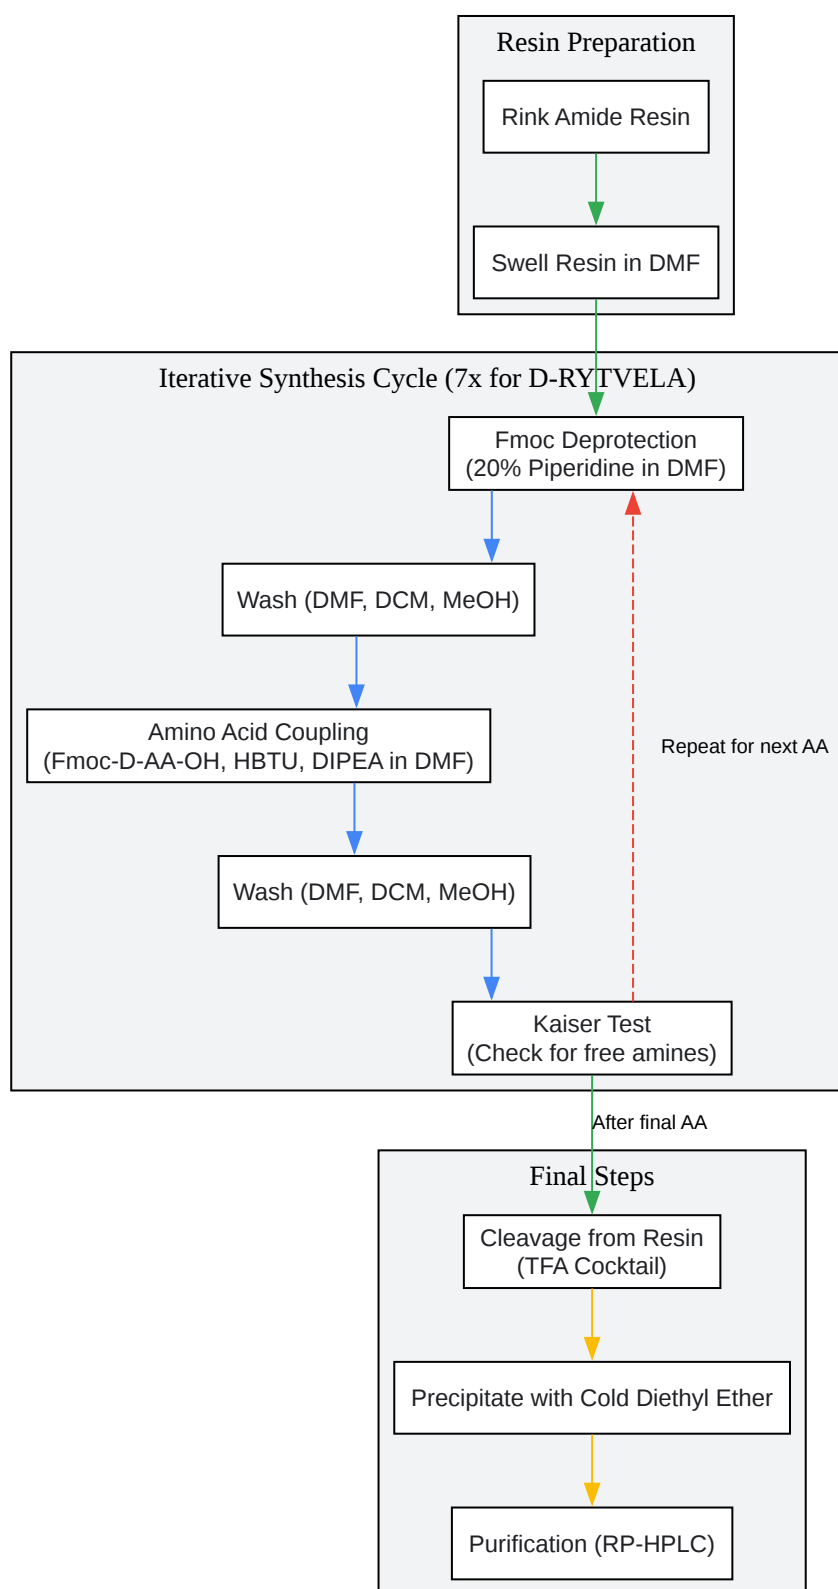 Resin Preparation
Rink Amide Resin
Swell Resin in DMF
Iterative Synthesis Cycle (7x for D-RYTVELA)
Fmoc Deprotection
(20% Piperidine in DMF)
Wash (DMF, DCM, MeOH)
Amino Acid Coupling
(Fmoc-D-AA-OH, HBTU, DIPEA in DMF)
Repeat for next AA
Wash (DMF, DCM, MeOH)
Kaiser Test
(Check for free amines)
After final AA
Final Steps
Cleavage from Resin
(TFA Cocktail)
Precipitate with Cold Diethyl Ether
Purification (RP-HPLC)